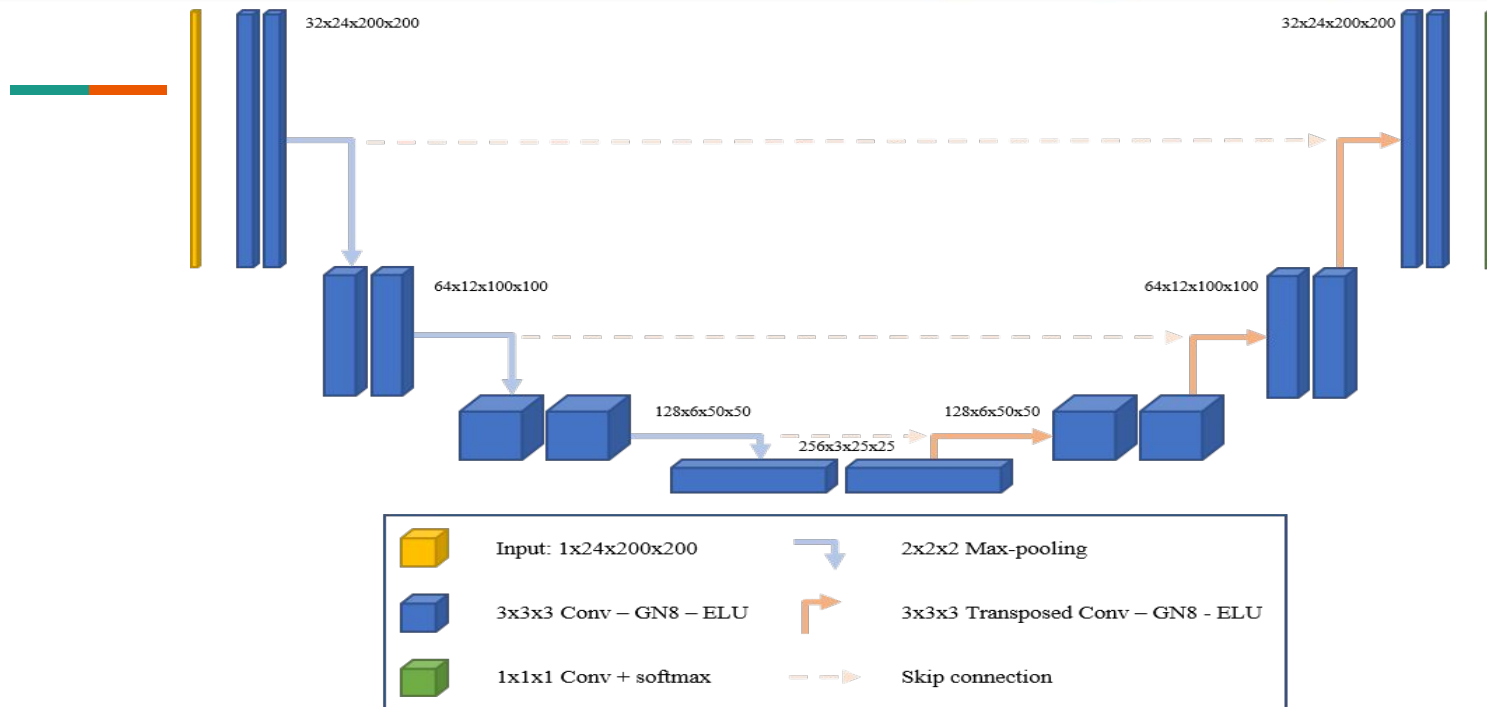 32x24x200x200
32x24x200x200
64x12x100x100
64x12x100x100
128x6x50x50
128x6x50x50
256x3x25x25
Input: 1x24x200x200
2x2x2 Max-pooling
3x3x3 Conv – GN8 – ELU
3x3x3 Transposed Conv – GN8 - ELU
1x1x1 Conv + softmax
Skip connection